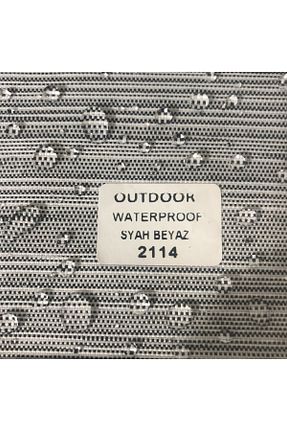 OUTDOOR
WATERPROOF
SYAH BEYAZ
2114